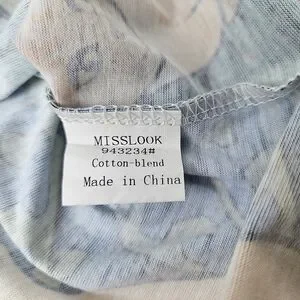 MISSLOOK
943234#
Cotton-blend
Made in China